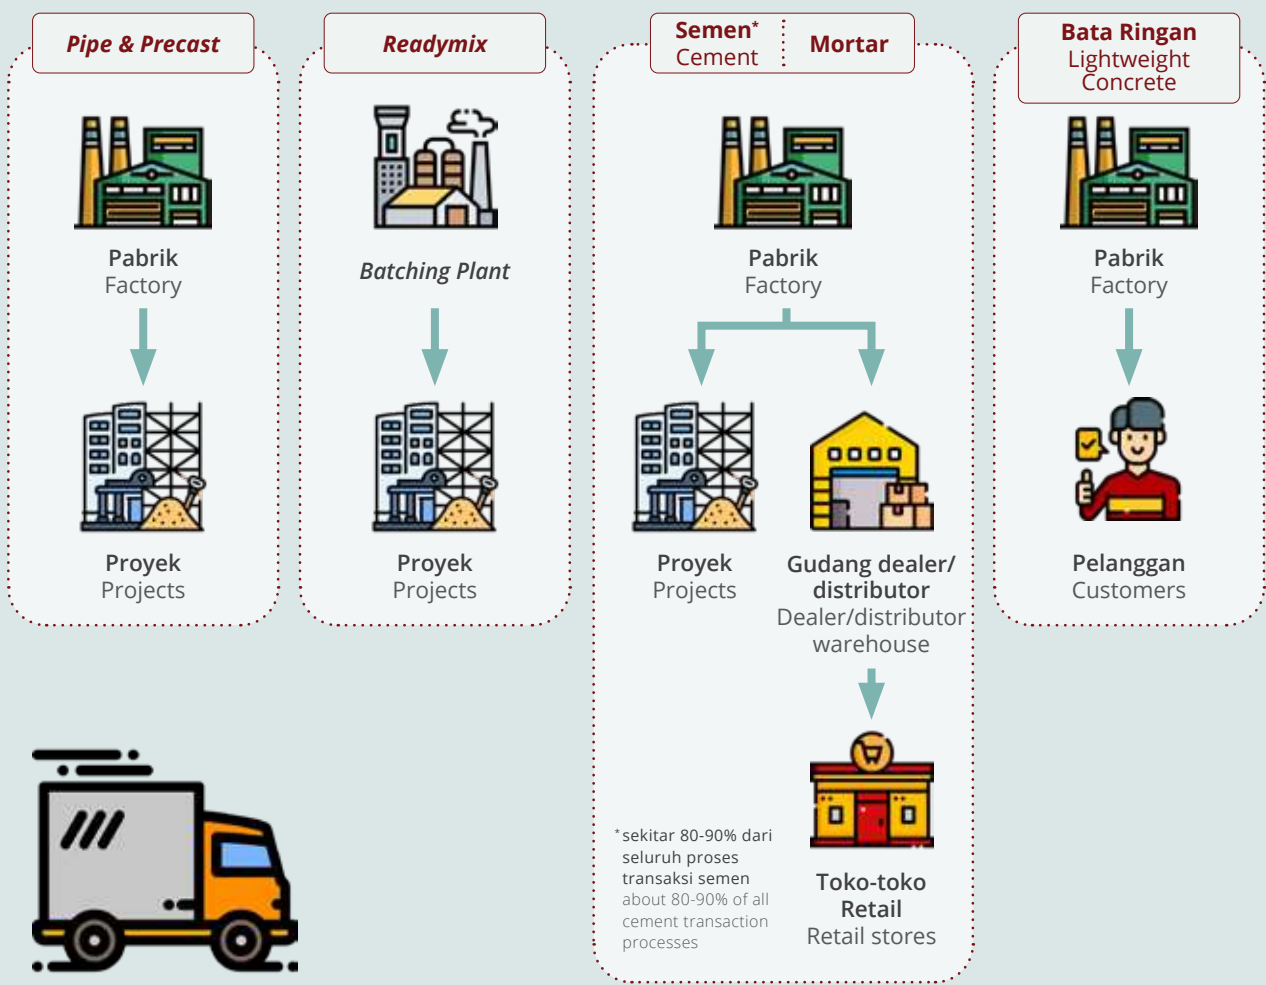 Pipe & Precast
Pabrik
Factory
Proyek
Projects
Readymix
Batching Plant
Proyek
Projects
Semen*
Cement
Mortar
Pabrik
Factory
Proyek
Projects
Gudang dealer/
distributor
Dealer/distributor
warehouse
Toko-toko
Retail
Retail stores
*sekitar 80-90% dari
seluruh proses
transaksi semen
about 80-90% of all
cement transaction
processes
Bata Ringan
Lightweight
Concrete
Pabrik
Factory
Pelanggan
Customers